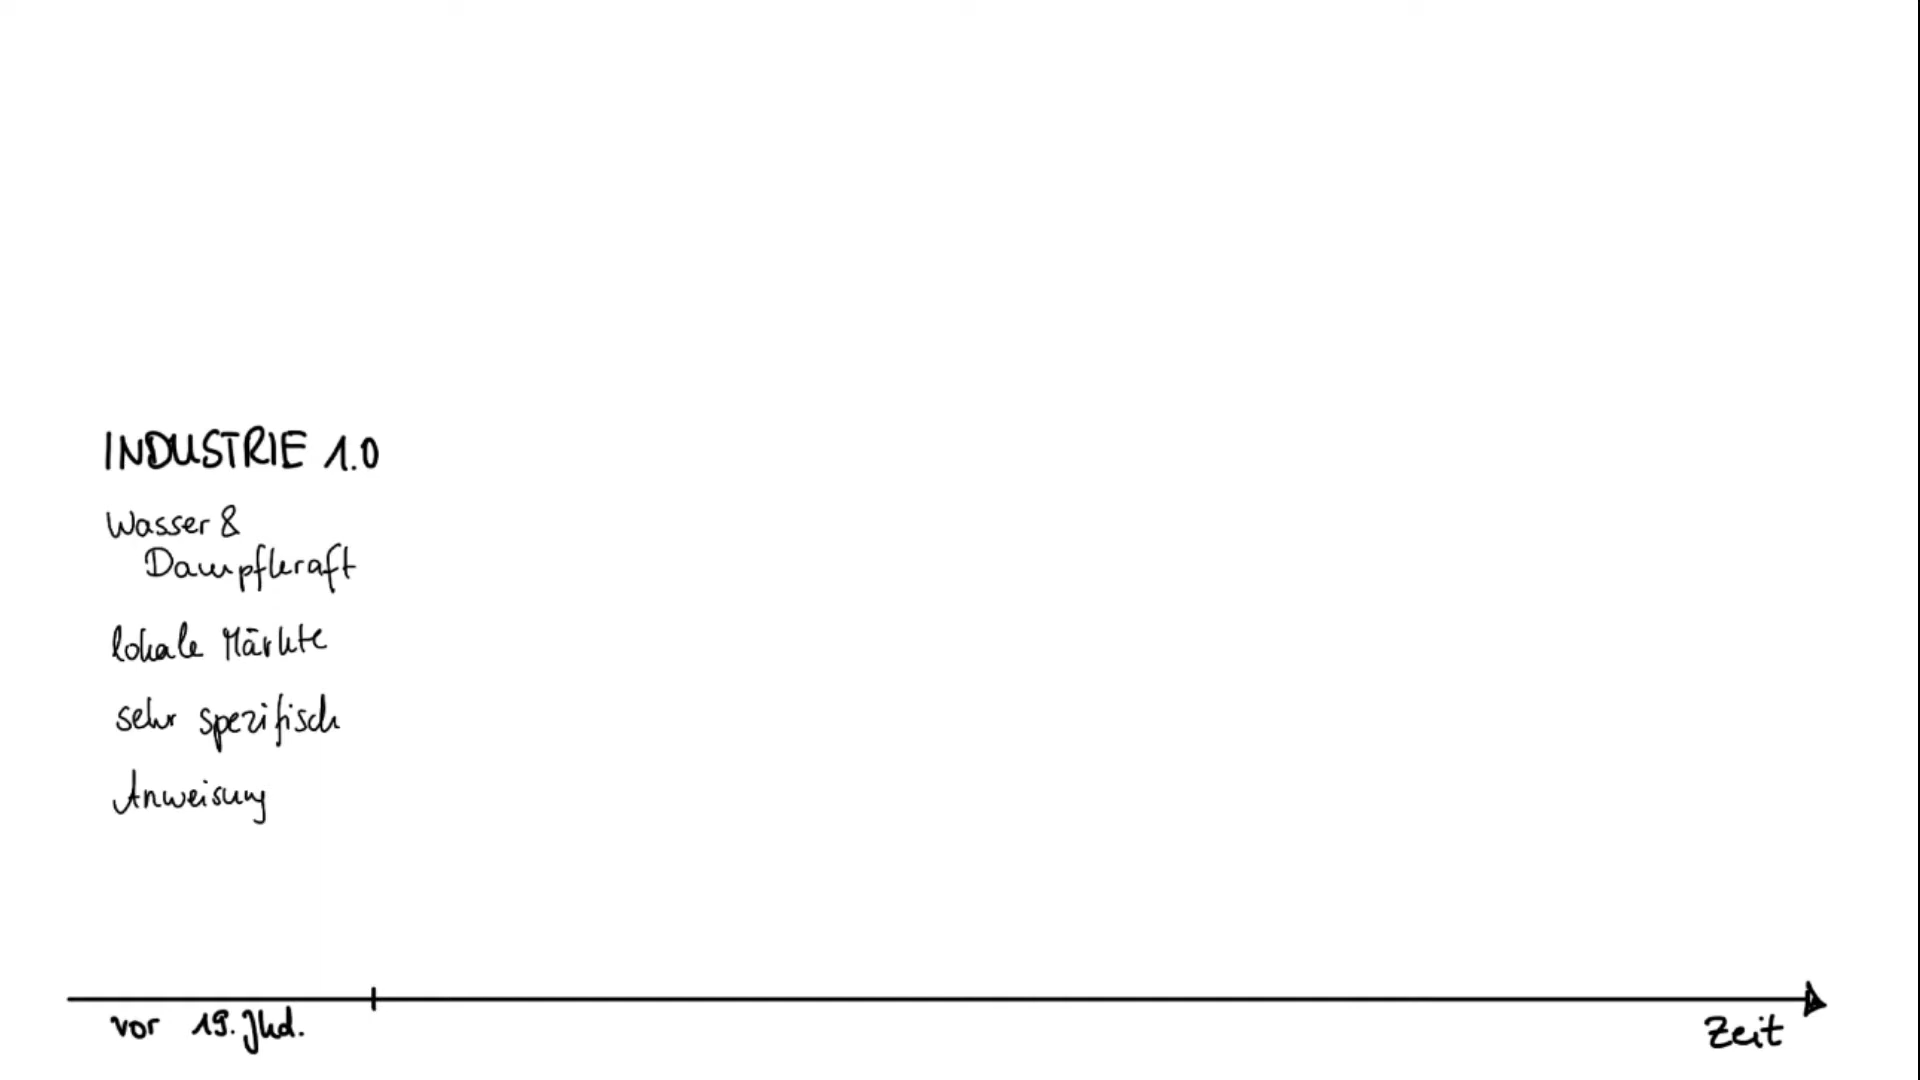 INDUSTRIE 1.0
Wasser &
Dampfkraft
lokale Märkte
sehr spezifisch
Anweisung
vor 19. Jhd.
Zeit